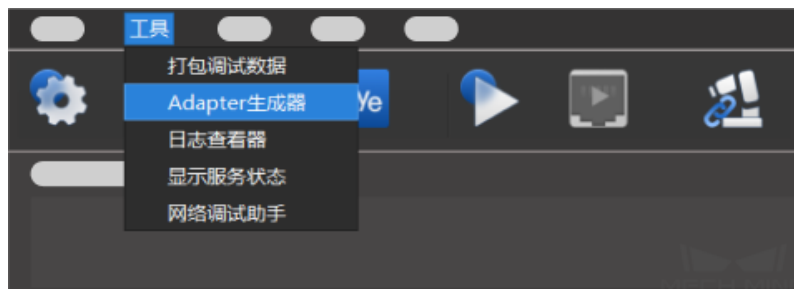 工具
打包调试数据
Adapter生成器
Ye
日志查看器
显示服务状态
网络调试助手